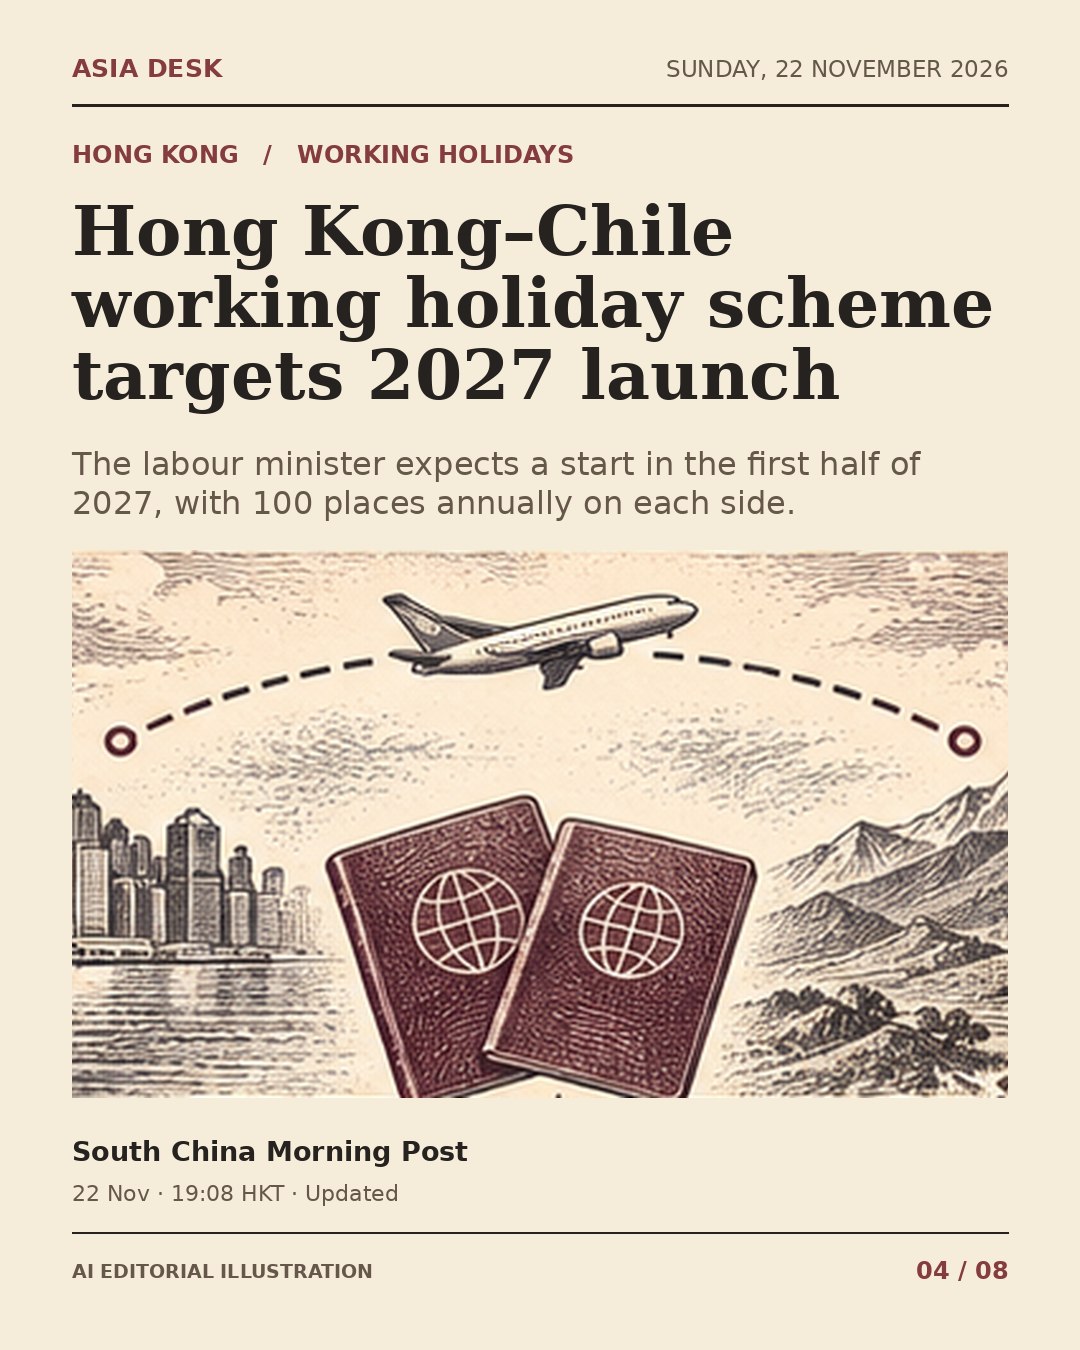 ASIA DESK
SUNDAY, 22 NOVEMBER 2026
HONG KONG / WORKING HOLIDAYS
Hong Kong–Chile
working holiday scheme
targets 2027 launch
The labour minister expects a start in the first half of
2027, with 100 places annually on each side.
South China Morning Post
22 Nov · 19:08 HKT · Updated
AI EDITORIAL ILLUSTRATION
04 / 08